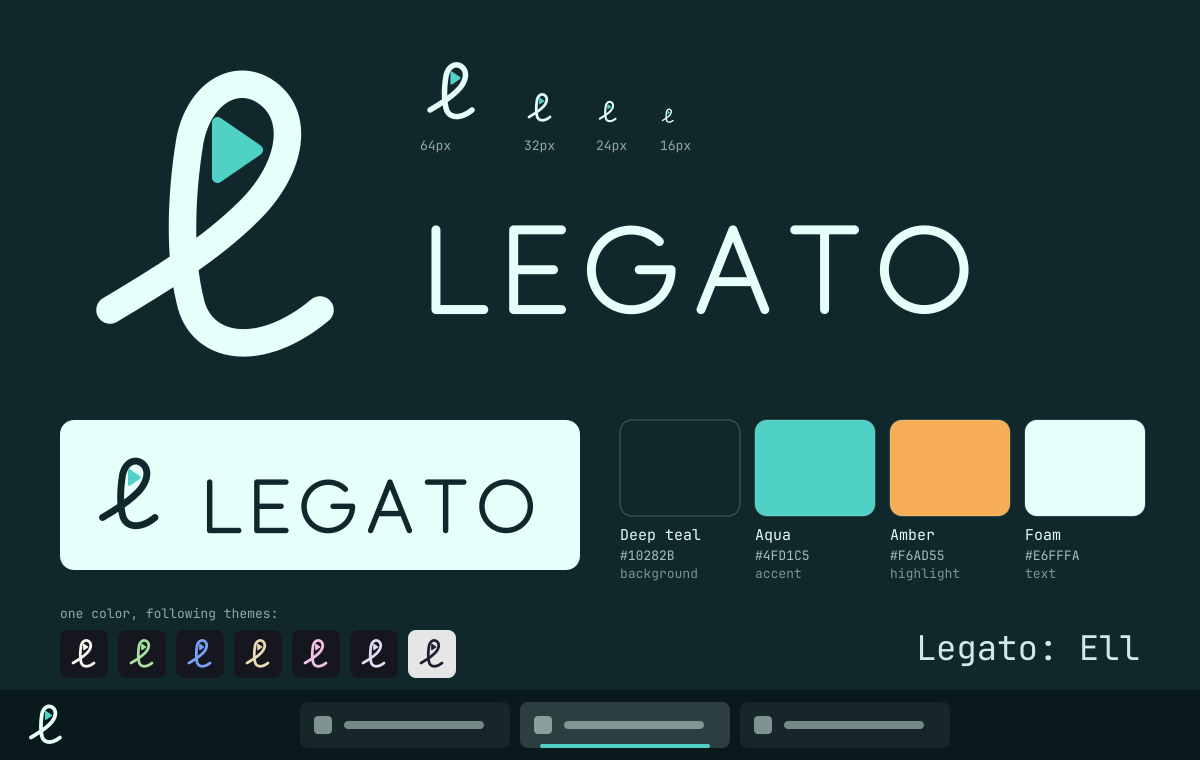 64px 32px 24px 16px
LEGATO
LEGATO
Deep teal Aqua Amber Foam
#10282B #4FD1C5 #F6AD55 #E6FFFA
background accent highlight text
one color, following themes:
Legato: Ell